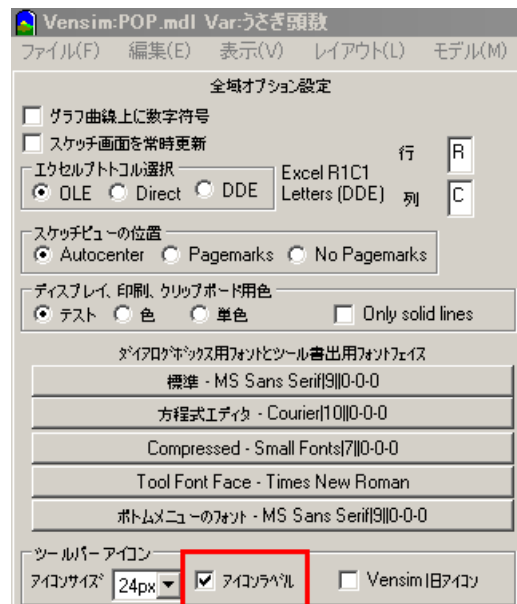 Vensim:POP.mdl Var:うさぎ頭数
ファイル(F) 編集(E) 表示(V) レイアウト(L) モデル(M)
全域オプション設定
グラフ曲線上に数字符号
スケッチ画面を常時更新
エクセルプトトコル選択
OLE Direct DDE
Excel R1C1
Letters (DDE)
行 R
列 C
スケッチビューの位置
Autocenter Pagemarks No Pagemarks
ディスプレイ、印刷、クリップボード用色
テスト 色 単色 Only solid lines
ダイアログボックス用フォントとツール書出用フォントフェイス
標準 - MS Sans Serif|9||0-0-0
方程式エディタ - Courier|10||0-0-0
Compressed - Small Fonts|7||0-0-0
Tool Font Face - Times New Roman
ボトムメニューのフォント - MS Sans Serif|9||0-0-0
ツールバーアイコン
アイコンサイズ 24px アイコンラベル Vensim旧アイコン